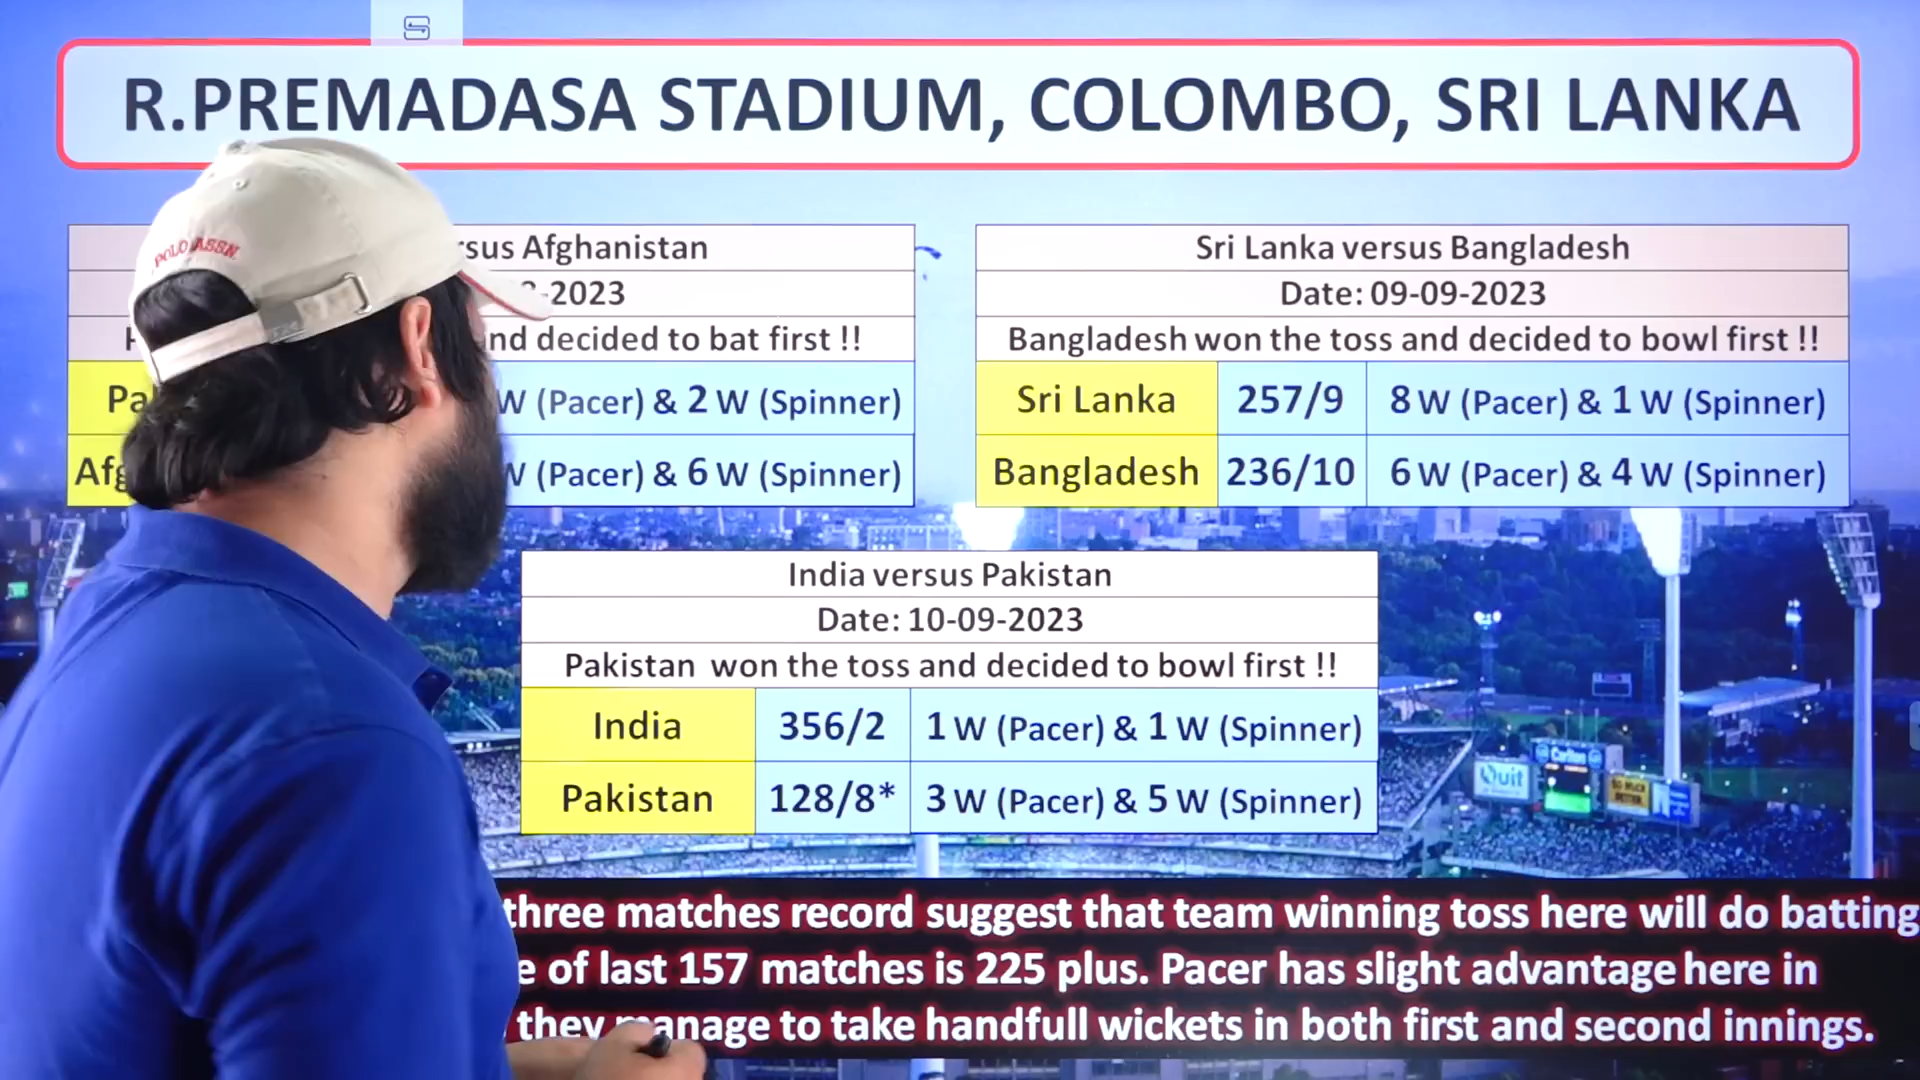 R.PREMADASA STADIUM, COLOMBO, SRI LANKA
POLO ASSN.
Afghanistan
-2023
decided to bat first !!
(Pacer) & 2 W (Spinner)
(Pacer) & 6 W (Spinner)
Sri Lanka versus Bangladesh
Date: 09-09-2023
Bangladesh won the toss and decided to bowl first !!
Sri Lanka 257/9 8 W (Pacer) & 1 W (Spinner)
Bangladesh 236/10 6 W (Pacer) & 4 W (Spinner)
India versus Pakistan
Date: 10-09-2023
Pakistan won the toss and decided to bowl first !!
India 356/2 1 W (Pacer) & 1 W (Spinner)
Pakistan 128/8* 3 W (Pacer) & 5 W (Spinner)
Carlton
Quit
three matches record suggest that team winning toss here will do batting
of last 157 matches is 225 plus. Pacer has slight advantage here in
they manage to take handfull wickets in both first and second innings.